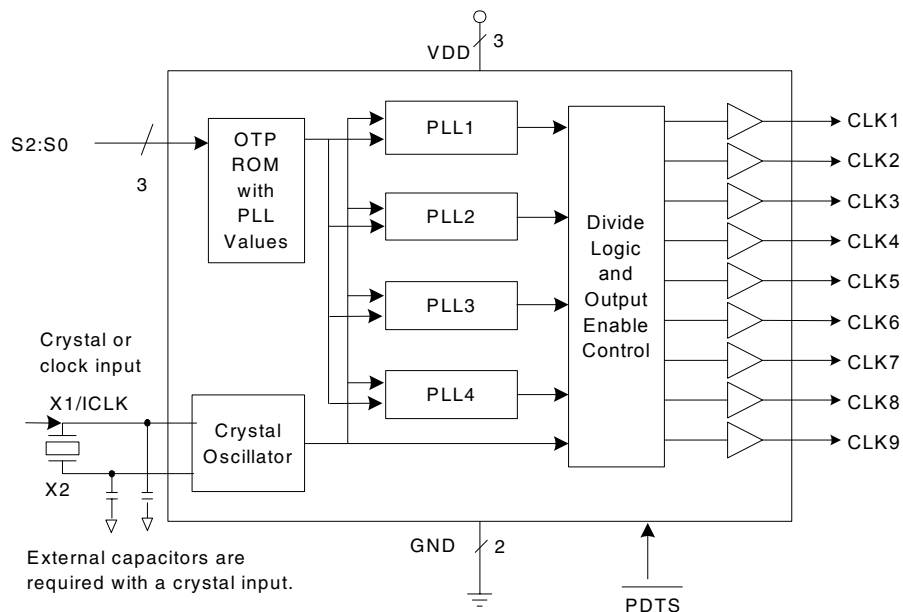 VDD
3
S2:S0
3
OTP
ROM
with
PLL
Values
PLL1
PLL2
PLL3
PLL4
Divide
Logic
and
Output
Enable
Control
CLK1
CLK2
CLK3
CLK4
CLK5
CLK6
CLK7
CLK8
CLK9
Crystal or
clock input
X1/ICLK
Crystal
Oscillator
X2
External capacitors are
required with a crystal input.
GND
2
PDTS